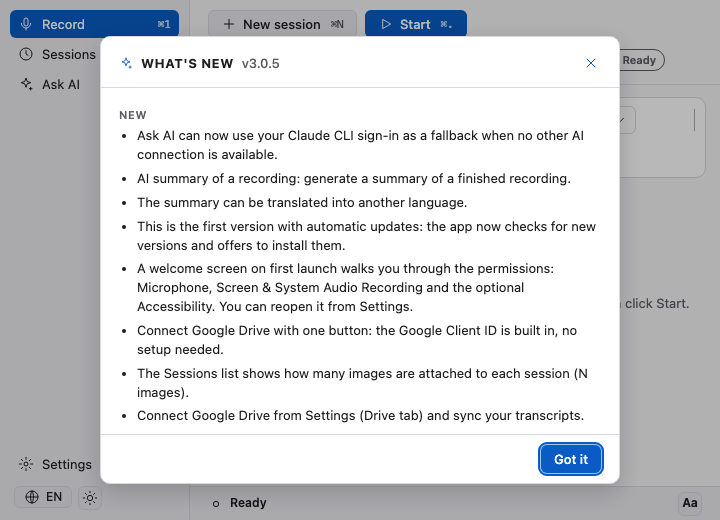 Record ⌘1
New session ⌘N
Start ⌘.
Sessions
Ask AI
Ready
WHAT'S NEW v3.0.5
NEW
• Ask AI can now use your Claude CLI sign-in as a fallback when no other AI
connection is available.
• AI summary of a recording: generate a summary of a finished recording.
• The summary can be translated into another language.
• This is the first version with automatic updates: the app now checks for new
versions and offers to install them.
• A welcome screen on first launch walks you through the permissions:
Microphone, Screen & System Audio Recording and the optional
Accessibility. You can reopen it from Settings.
• Connect Google Drive with one button: the Google Client ID is built in, no
setup needed.
• The Sessions list shows how many images are attached to each session (N
images).
• Connect Google Drive from Settings (Drive tab) and sync your transcripts.
click Start.
Got it
Settings
EN
Ready
Aa